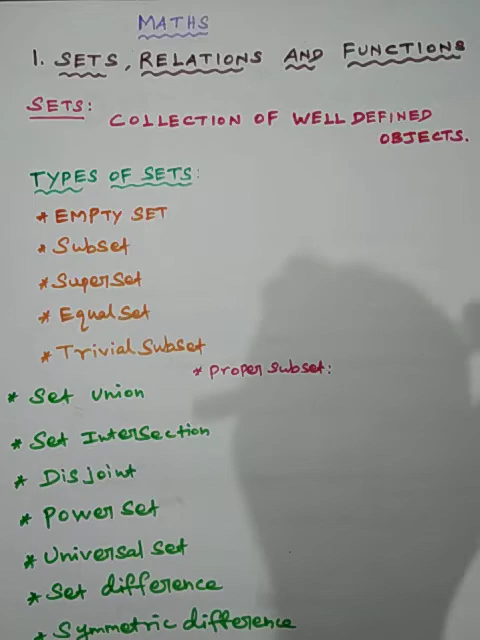 MATHS
1. SETS, RELATIONS AND FUNCTIONS
SETS:
COLLECTION OF WELL DEFINED
OBJECTS.
TYPES OF SETS:
* EMPTY SET
* Subset
* Superset
* Equal Set
* Trivial Subset
* Proper Subset:
* Set Union
* Set Intersection
* Disjoint
* Power Set
* Universal Set
* Set difference
* Symmetric difference